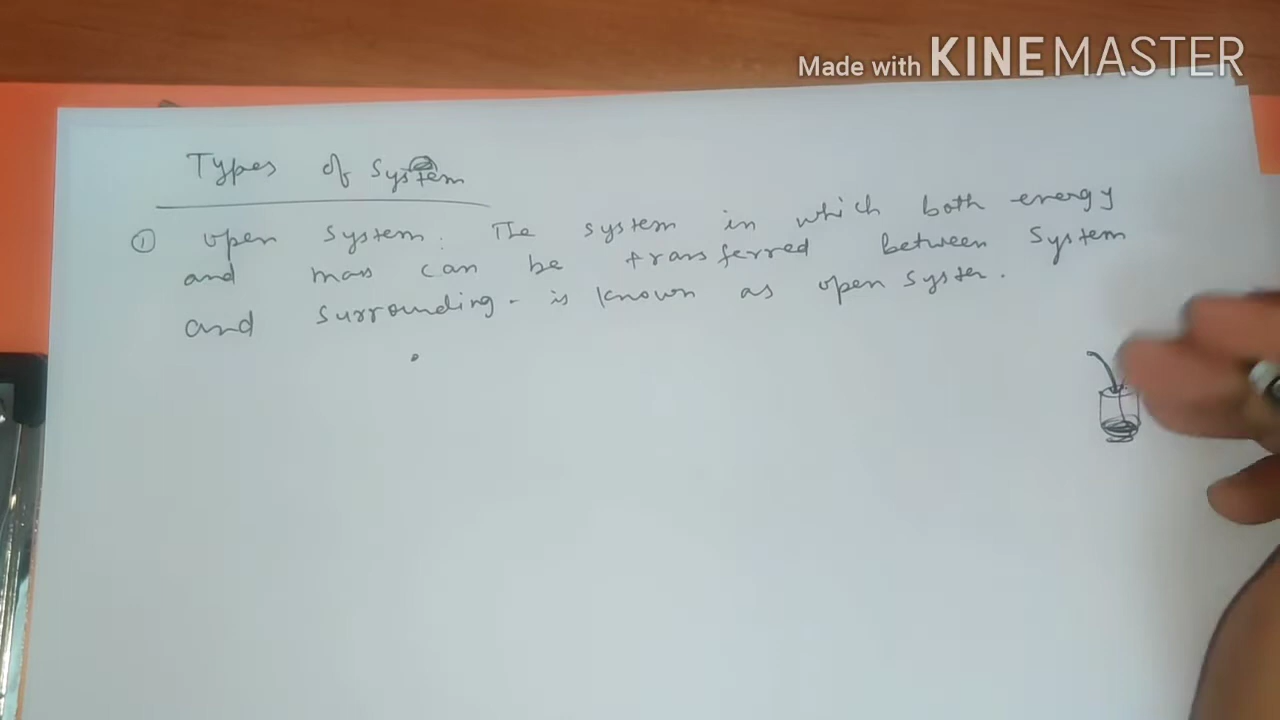 Made with KINEMASTER
Types of System
① open system. The system in which both energy
and mass can be transferred between system
and surrounding - is known as open system.